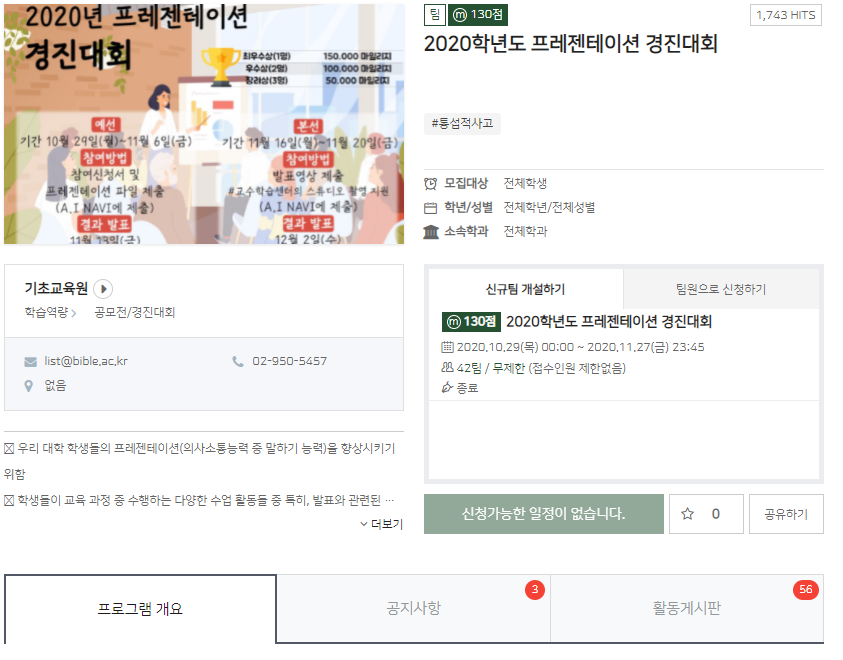 2020년 프레젠테이션
경진대회
최우수상(1명) 150.000 마일리지
우수상(2명) 100.000 마일리지
장려상(3명) 50.000 마일리지
예선
기간 10월 29일(월)~11월 6일(금)
참여방법
참여신청서 및
프레젠테이션 파일 제출
(A.I NAVI에 제출)
결과 발표
11월 13일(금)
본선
기간 11월 16일(월)~11월 20일(금)
참여방법
발표영상 제출
#교수학습센터의 스튜디오 촬영 지원
(A.I NAVI에 제출)
결과 발표
12월 2일(수)
팀 m 130점
1,743 HITS
2020학년도 프레젠테이션 경진대회
#통섭적사고
모집대상 전체학생
학년/성별 전체학년/전체성별
소속학과 전체학과
기초교육원
학습역량 > 공모전/경진대회
list@bible.ac.kr 02-950-5457
없음
우리 대학 학생들의 프레젠테이션(의사소통능력 중 말하기 능력)을 향상시키기
위함
학생들이 교육 과정 중 수행하는 다양한 수업 활동들 중 특히, 발표와 관련된 ...
더보기
신규팀 개설하기 팀원으로 신청하기
m 130점 2020학년도 프레젠테이션 경진대회
2020.10.29(목) 00:00 ~ 2020.11.27(금) 23:45
42팀 / 무제한 (접수인원 제한없음)
종료
신청가능한 일정이 없습니다. 0 공유하기
프로그램 개요 공지사항 3 활동게시판 56